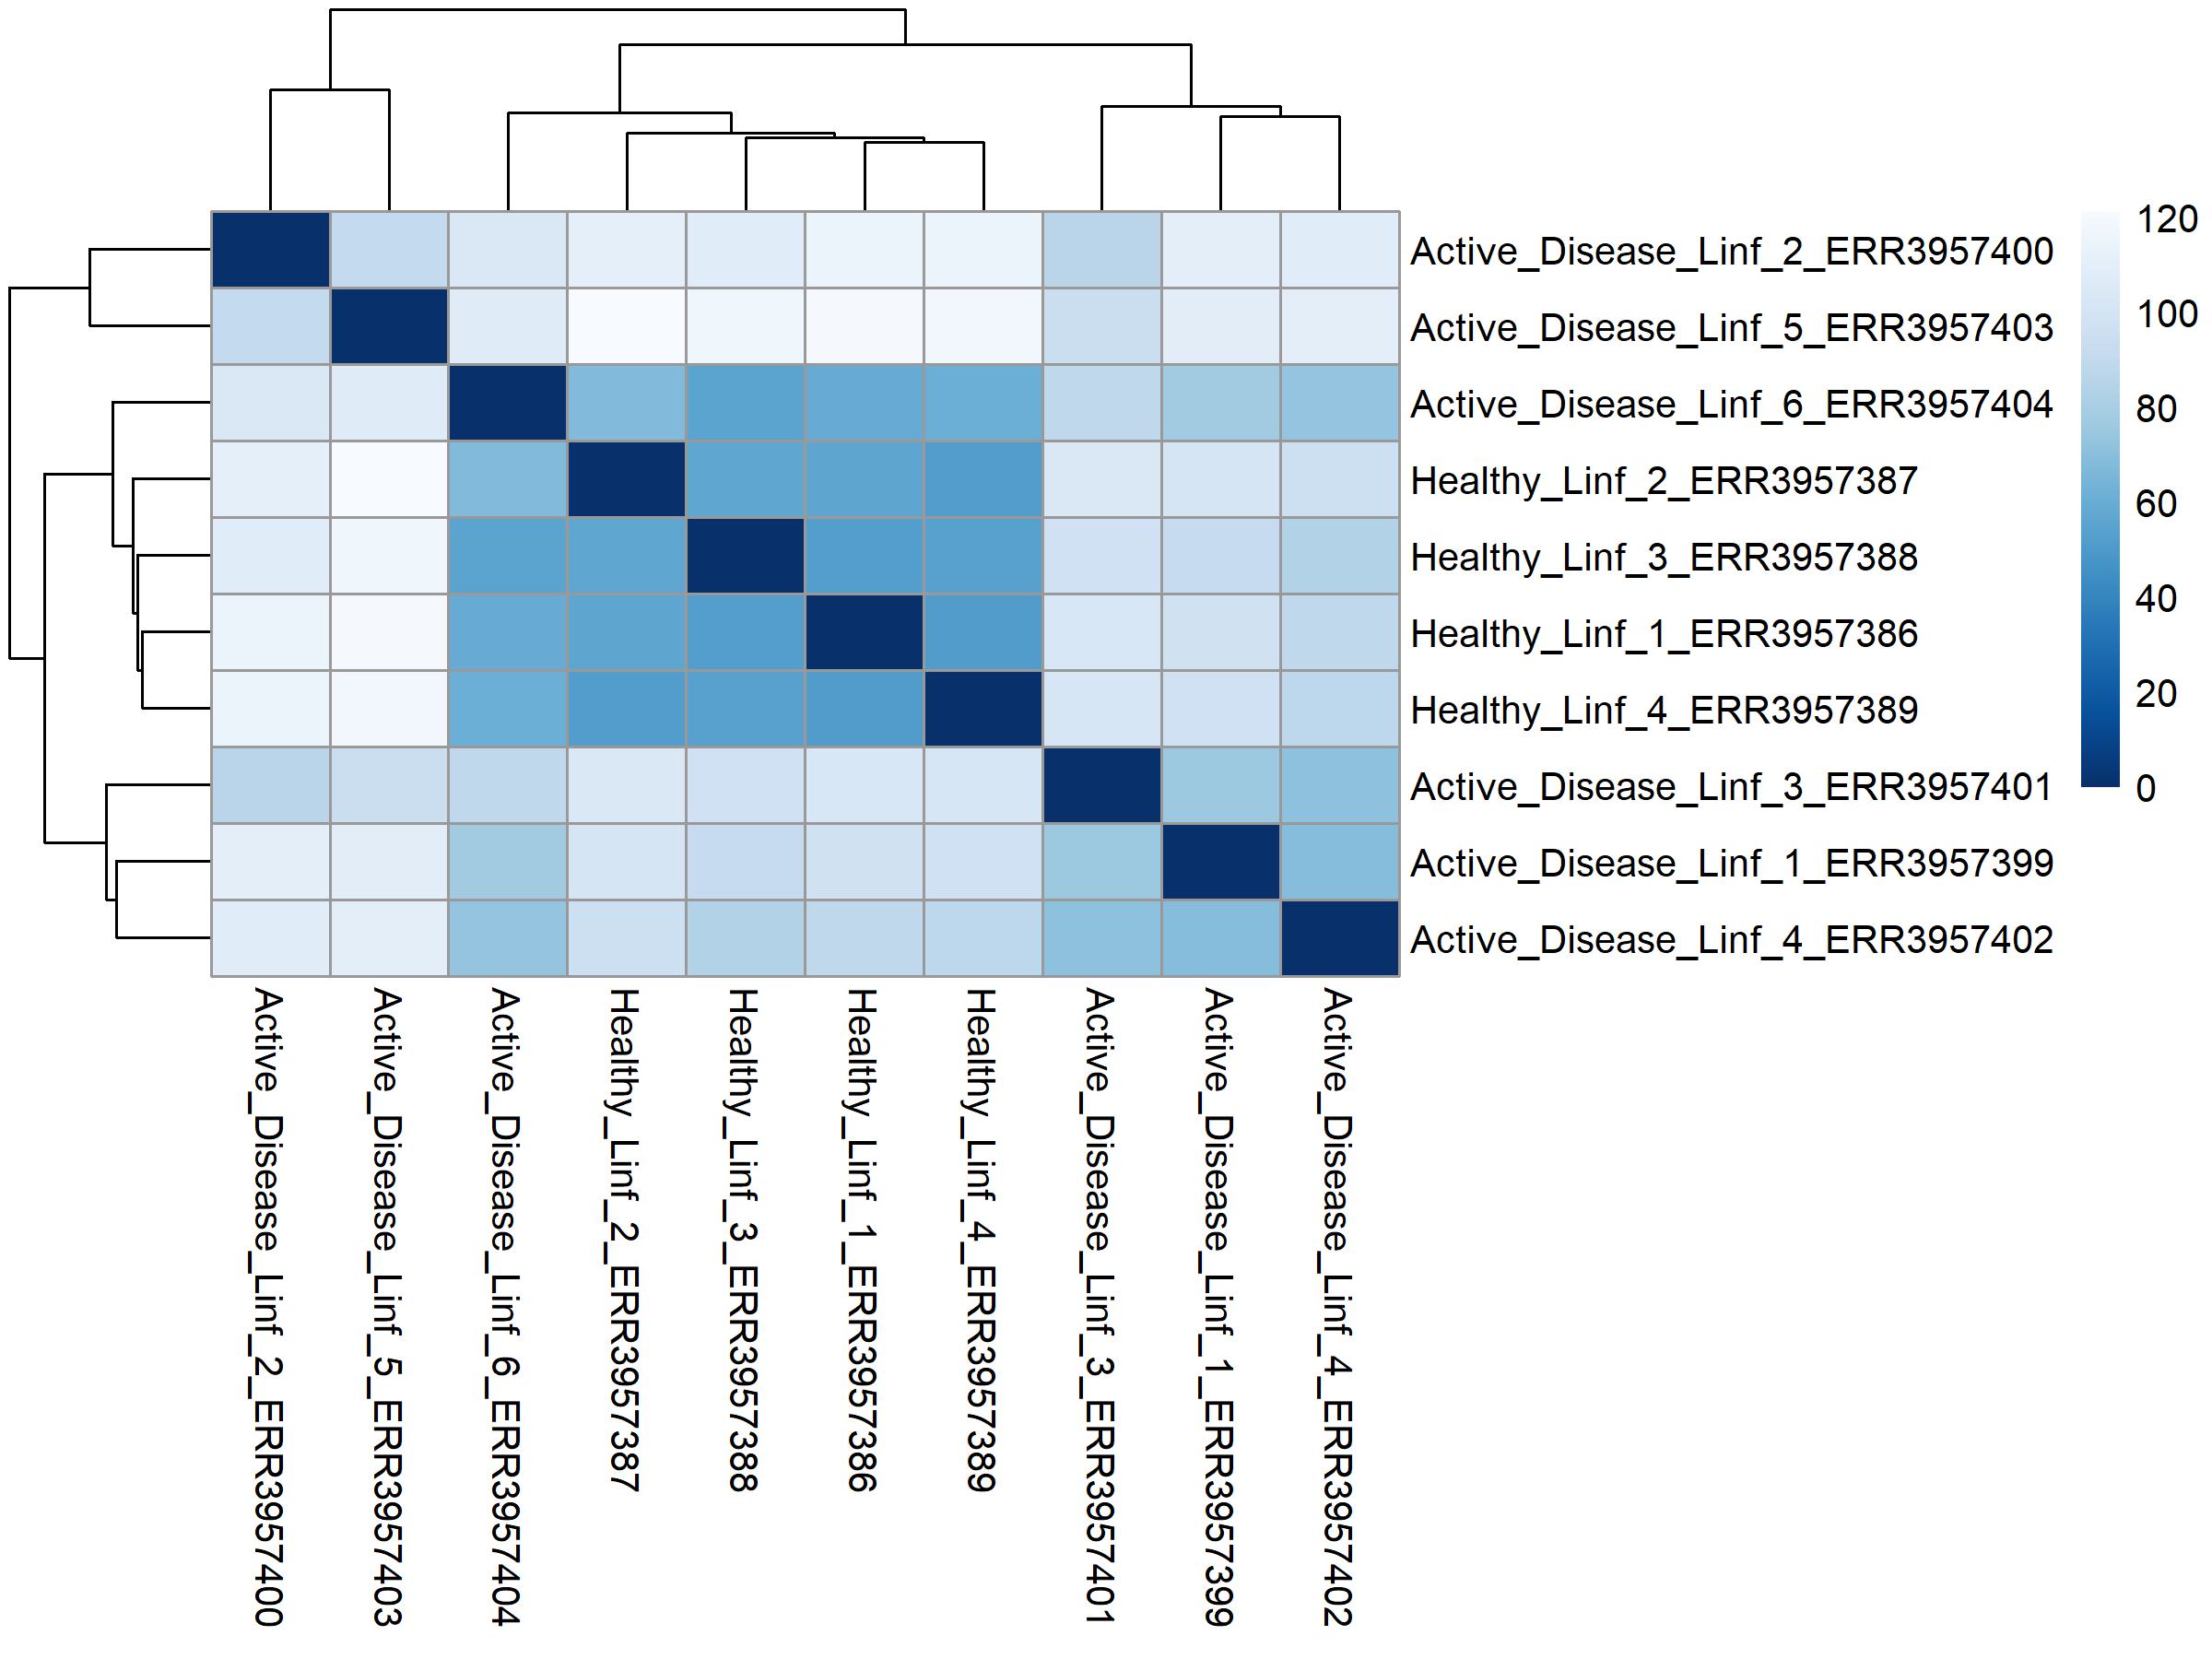 Active_Disease_Linf_2_ERR3957400
Active_Disease_Linf_5_ERR3957403
Active_Disease_Linf_6_ERR3957404
Healthy_Linf_2_ERR3957387
Healthy_Linf_3_ERR3957388
Healthy_Linf_1_ERR3957386
Healthy_Linf_4_ERR3957389
Active_Disease_Linf_3_ERR3957401
Active_Disease_Linf_1_ERR3957399
Active_Disease_Linf_4_ERR3957402
120
100
80
60
40
20
0
Active_Disease_Linf_2_ERR3957400
Active_Disease_Linf_5_ERR3957403
Active_Disease_Linf_6_ERR3957404
Healthy_Linf_2_ERR3957387
Healthy_Linf_3_ERR3957388
Healthy_Linf_1_ERR3957386
Healthy_Linf_4_ERR3957389
Active_Disease_Linf_3_ERR3957401
Active_Disease_Linf_1_ERR3957399
Active_Disease_Linf_4_ERR3957402